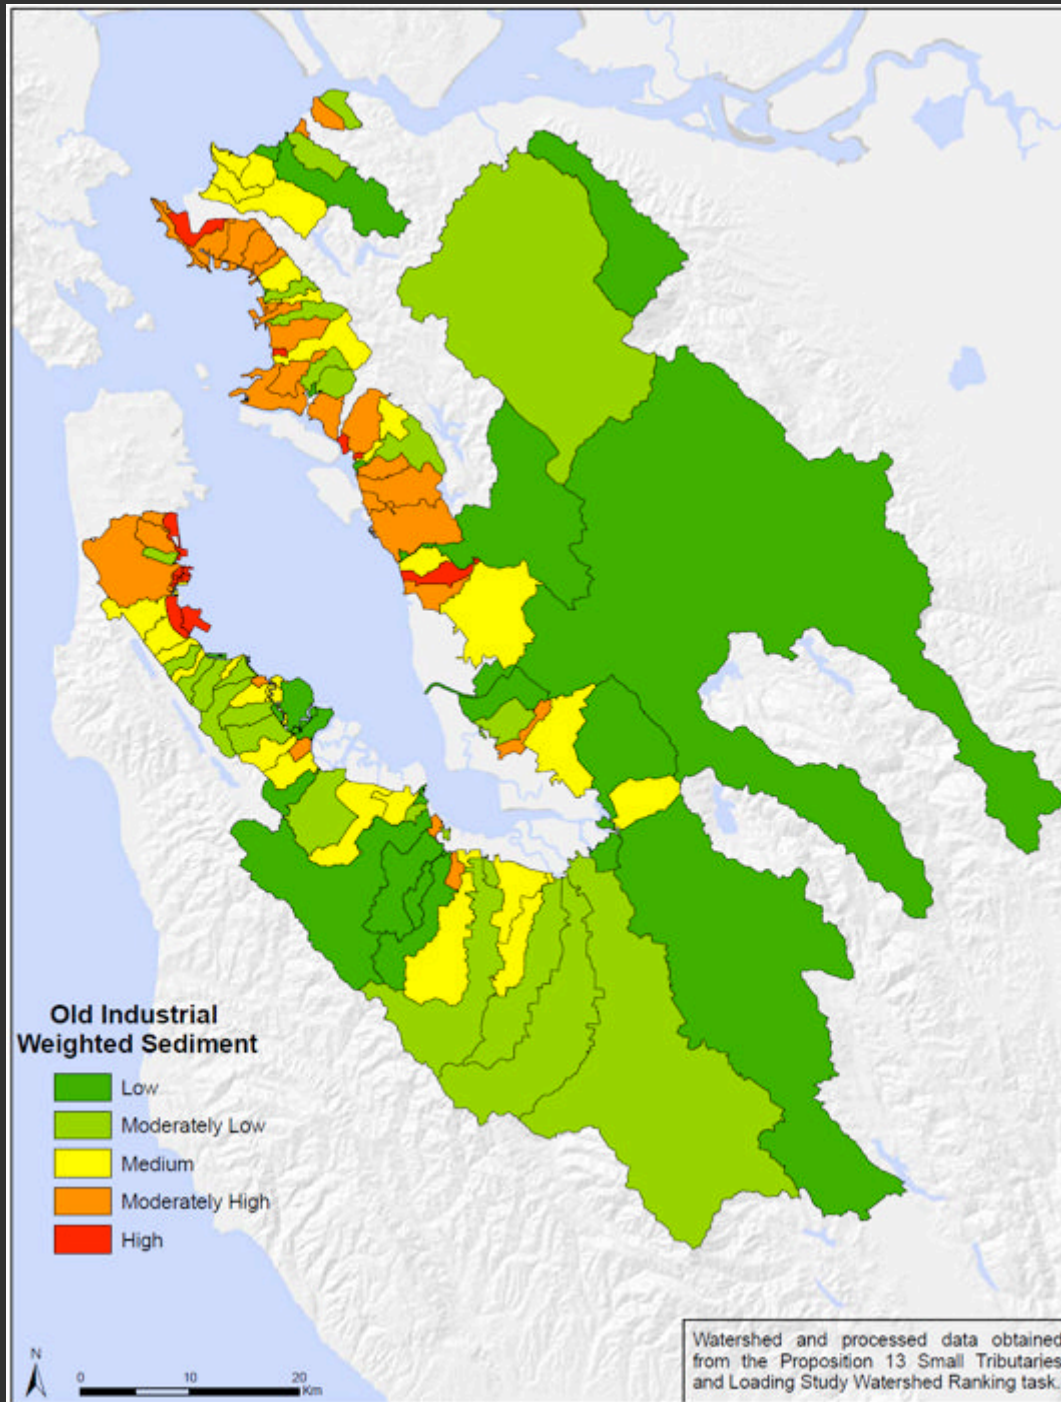 Old Industrial
Weighted Sediment
Low
Moderately Low
Medium
Moderately High
High
N
0 10 20
Km
Watershed and processed data obtained
from the Proposition 13 Small Tributaries
and Loading Study Watershed Ranking task.